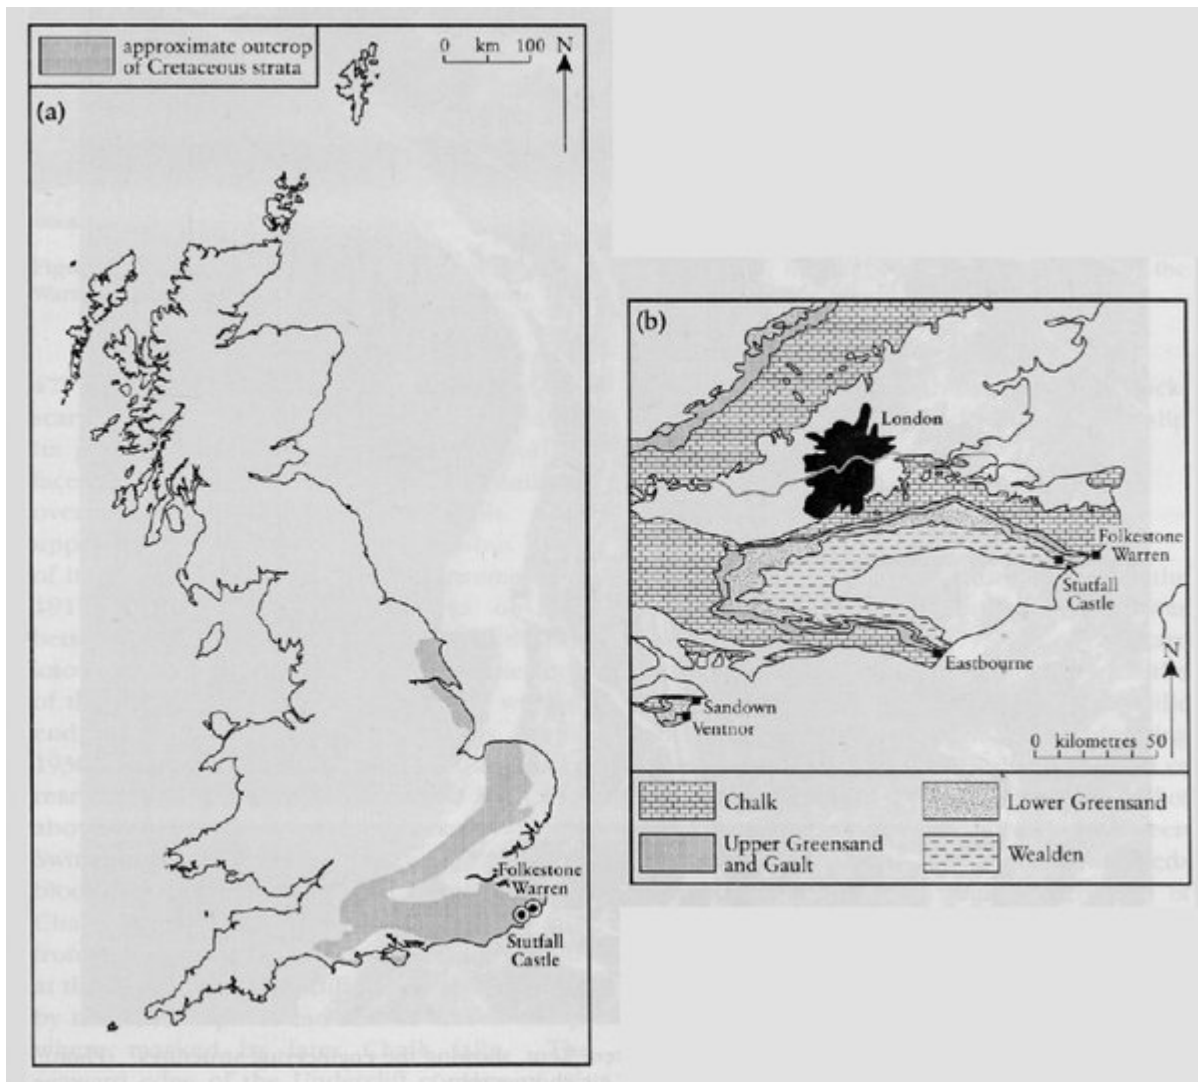 approximate outcrop
of Cretaceous strata
0 km 100 N
(a)
Folkestone
Warren
Stutfall
Castle
(b)
London
Folkestone
Warren
Stutfall
Castle
Eastbourne
Sandown
Ventnor
N
0 kilometres 50
Chalk
Lower Greensand
Upper Greensand
and Gault
Wealden